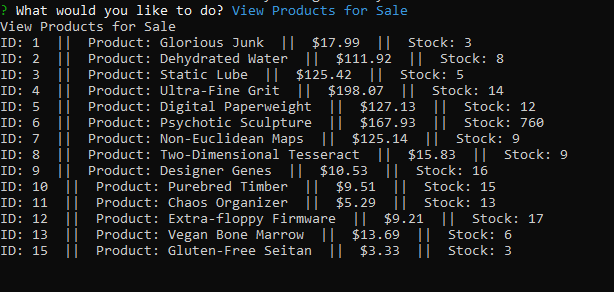 ? What would you like to do? View Products for Sale
View Products for Sale
ID: 1  ||  Product: Glorious Junk  ||  $17.99  ||  Stock: 3
ID: 2  ||  Product: Dehydrated Water  ||  $111.92  ||  Stock: 8
ID: 3  ||  Product: Static Lube  ||  $125.42  ||  Stock: 5
ID: 4  ||  Product: Ultra-Fine Grit  ||  $198.07  ||  Stock: 14
ID: 5  ||  Product: Digital Paperweight  ||  $127.13  ||  Stock: 12
ID: 6  ||  Product: Psychotic Sculpture  ||  $167.93  ||  Stock: 760
ID: 7  ||  Product: Non-Euclidean Maps  ||  $125.14  ||  Stock: 9
ID: 8  ||  Product: Two-Dimensional Tesseract  ||  $15.83  ||  Stock: 9
ID: 9  ||  Product: Designer Genes  ||  $10.53  ||  Stock: 16
ID: 10  ||  Product: Purebred Timber  ||  $9.51  ||  Stock: 15
ID: 11  ||  Product: Chaos Organizer  ||  $5.29  ||  Stock: 13
ID: 12  ||  Product: Extra-floppy Firmware  ||  $9.21  ||  Stock: 17
ID: 13  ||  Product: Vegan Bone Marrow  ||  $13.69  ||  Stock: 6
ID: 15  ||  Product: Gluten-Free Seitan  ||  $3.33  ||  Stock: 3